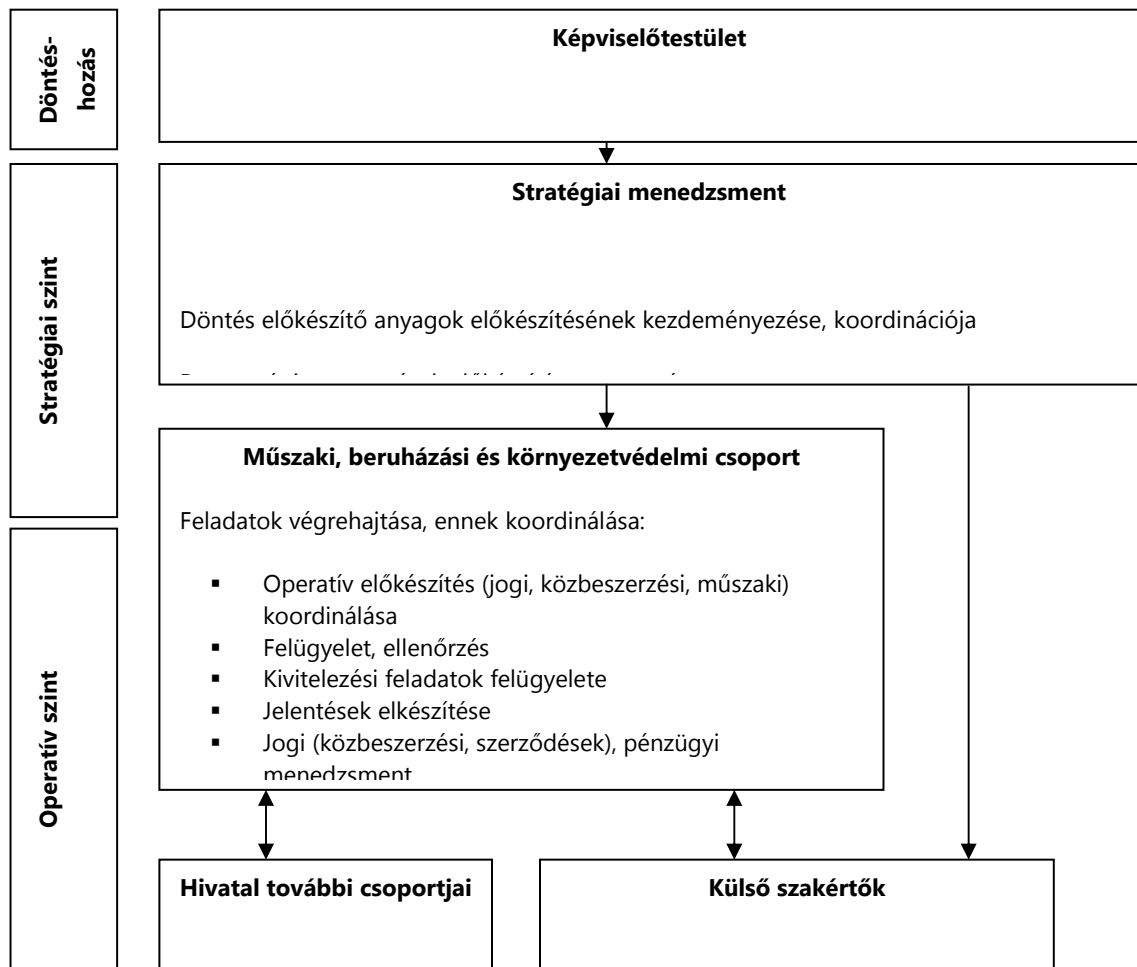 Döntés-
hozás
Képviselőtestület
Stratégiai szint
Stratégiai menedzsment
Döntés előkészítő anyagok előkészítésének kezdeményezése, koordinációja
Műszaki, beruházási és környezetvédelmi csoport
Feladatok végrehajtása, ennek koordinálása:
▪ Operatív előkészítés (jogi, közbeszerzési, műszaki)
koordinálása
▪ Felügyelet, ellenőrzés
▪ Kivitelezési feladatok felügyelete
▪ Jelentések elkészítése
▪ Jogi (közbeszerzési, szerződések), pénzügyi
menedzsment
Operatív szint
Hivatal további csoportjai
Külső szakértők